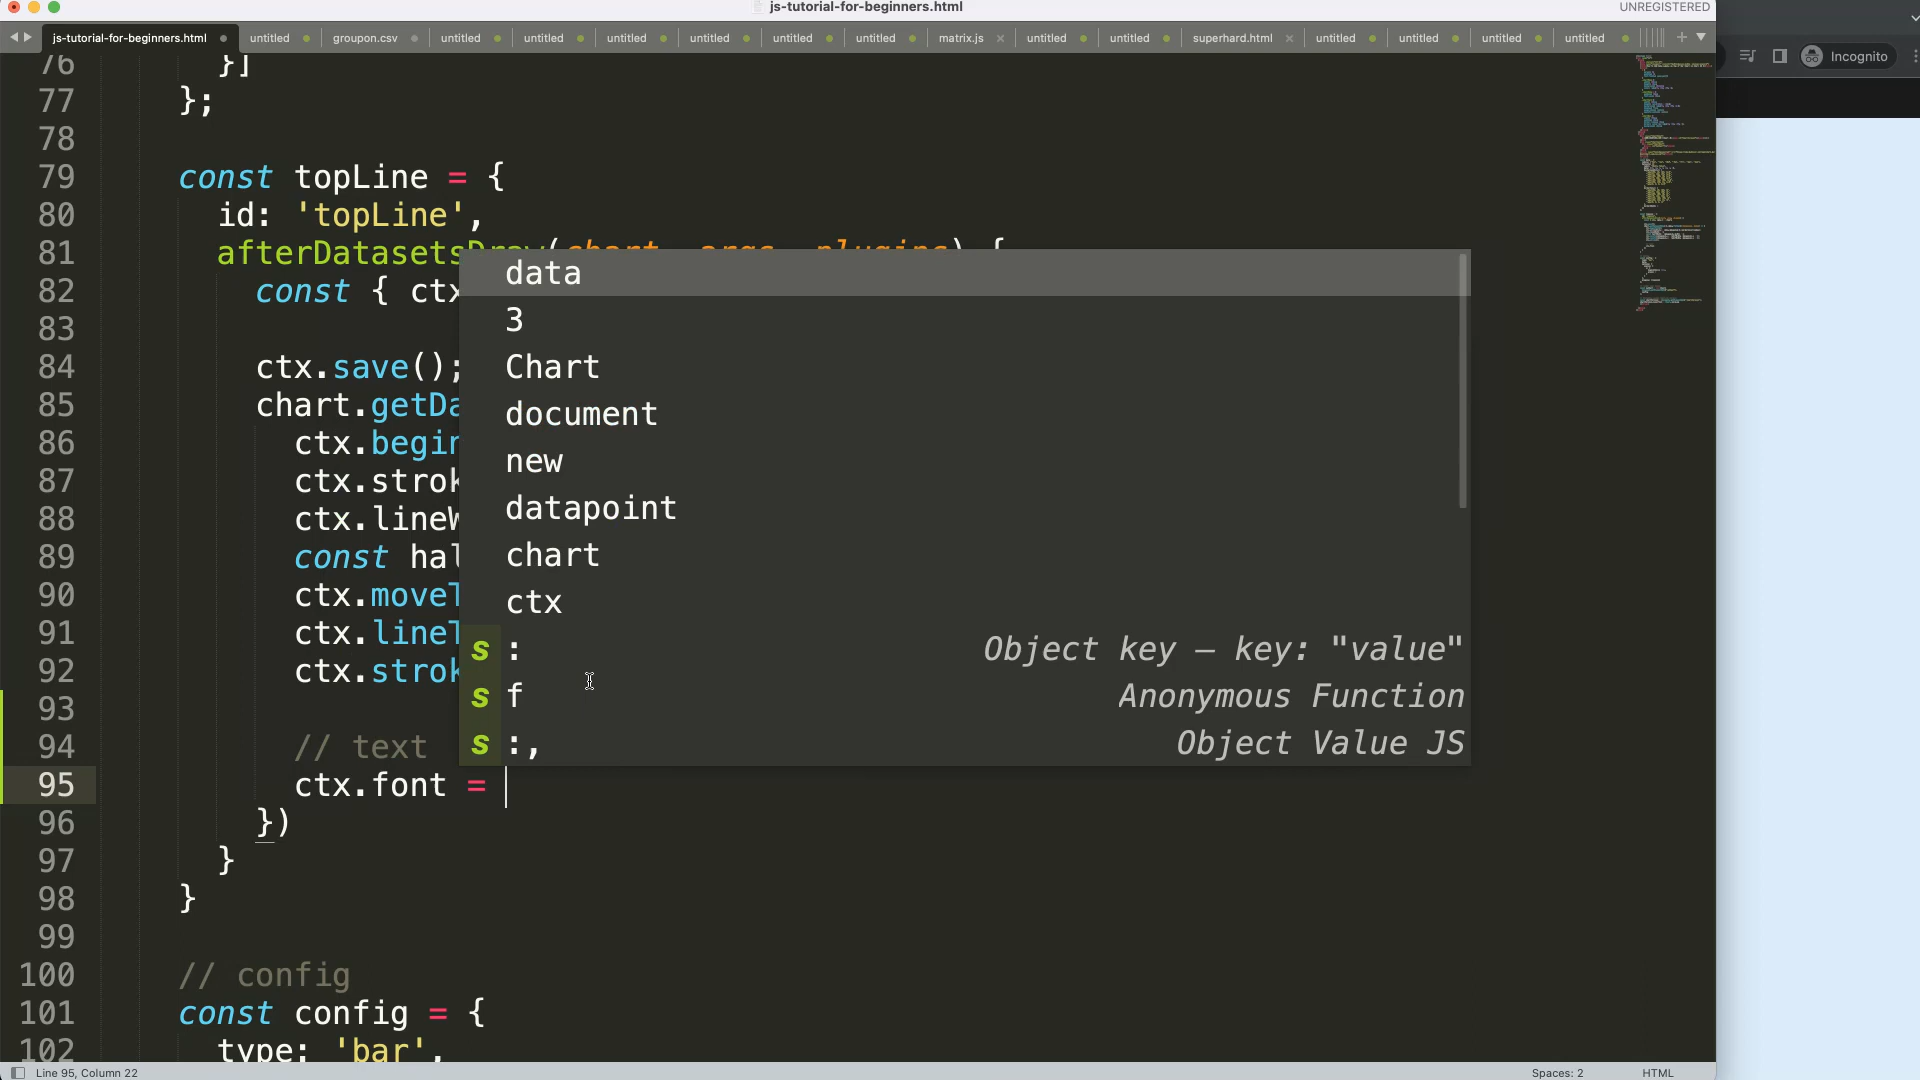 js-tutorial-for-beginners.html
UNREGISTERED
js-tutorial-for-beginners.html untitled groupon.csv untitled untitled untitled untitled untitled untitled matrix.js untitled untitled superhard.html untitled untitled untitled untitled
Incognito
76 }]
77 };
78
79 const topLine = {
80 id: 'topLine',
81 afterDatasetsDraw(chart, args, plugins) {
82 const { ctx
83
84 ctx.save();
85 chart.getDa
86 ctx.begin
87 ctx.strok
88 ctx.lineW
89 const hal
90 ctx.moveT
91 ctx.lineT
92 ctx.strok
93
94 // text
95 ctx.font =
96 })
97 }
98 }
99
100 // config
101 const config = {
102 type: 'bar',
data
3
Chart
document
new
datapoint
chart
ctx
s : Object key — key: "value"
s f Anonymous Function
s :, Object Value JS
Line 95, Column 22
Spaces: 2
HTML